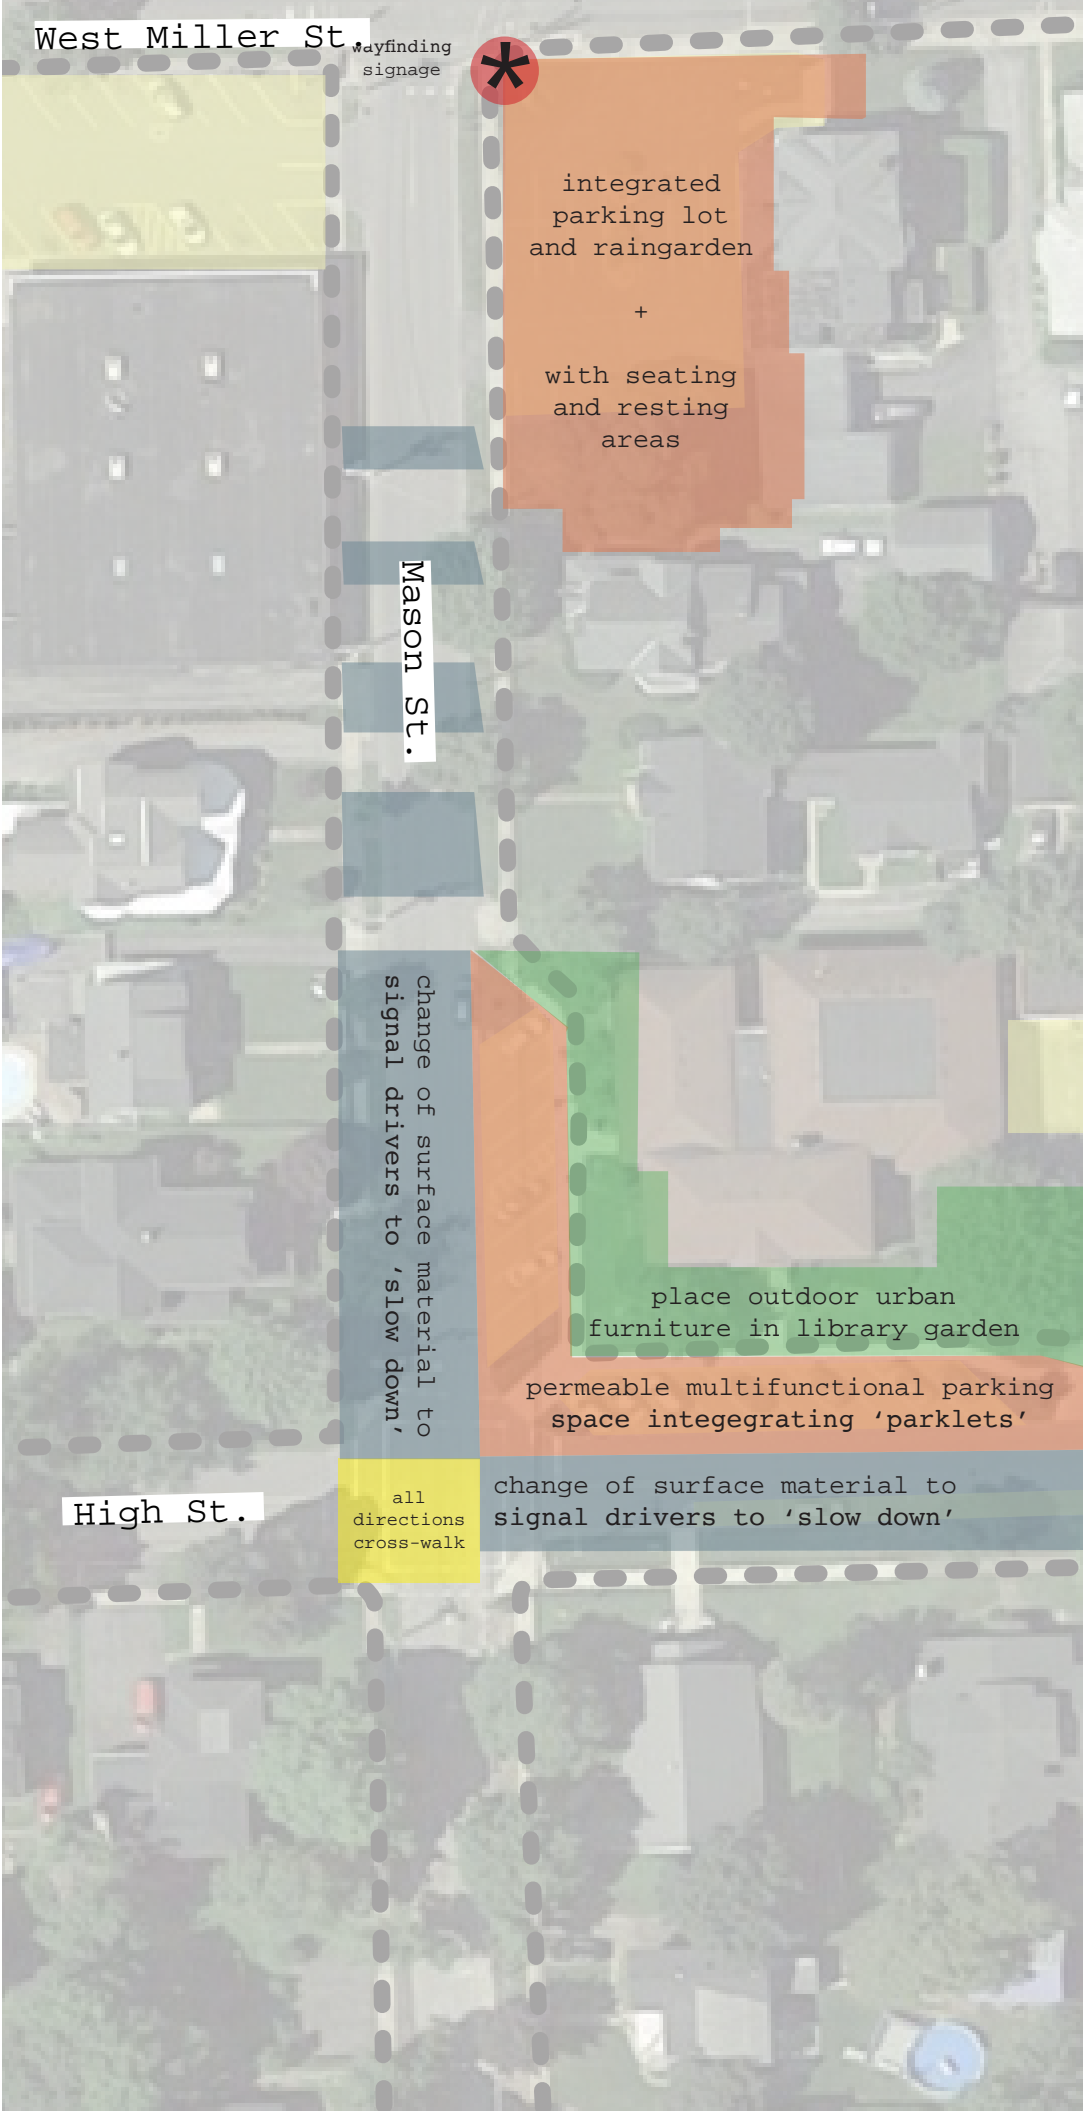 West Miller St.
wayfinding
signage
*
integrated
parking lot
and raingarden
+
with seating
and resting
areas
Mason St.
change of surface material to
signal drivers to ‘slow down’
place outdoor urban
furniture in library garden
permeable multifunctional parking
space integegrating ‘parklets’
change of surface material to
signal drivers to ‘slow down’
all
directions
cross-walk
High St.